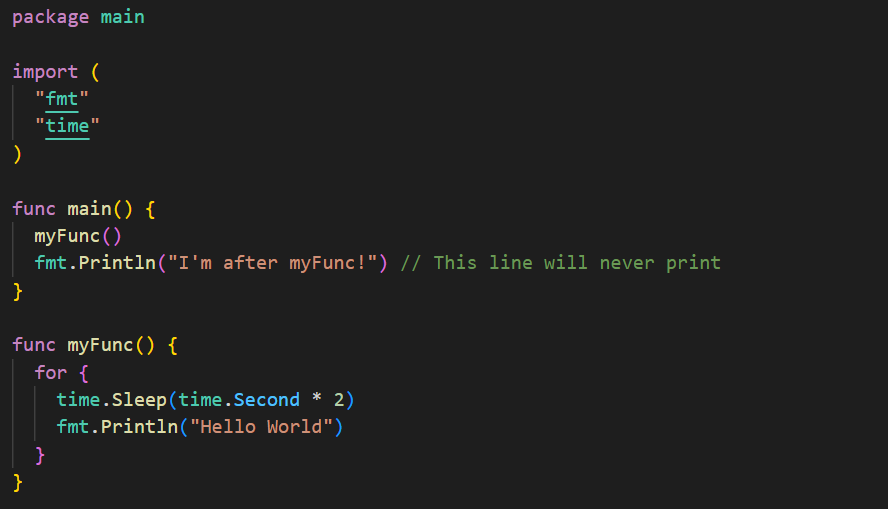 package main
import (
"fmt"
"time"
)
func main() {
myFunc()
fmt.Println("I'm after myFunc!") // This line will never print
}
func myFunc() {
for {
time.Sleep(time.Second * 2)
fmt.Println("Hello World")
}
}